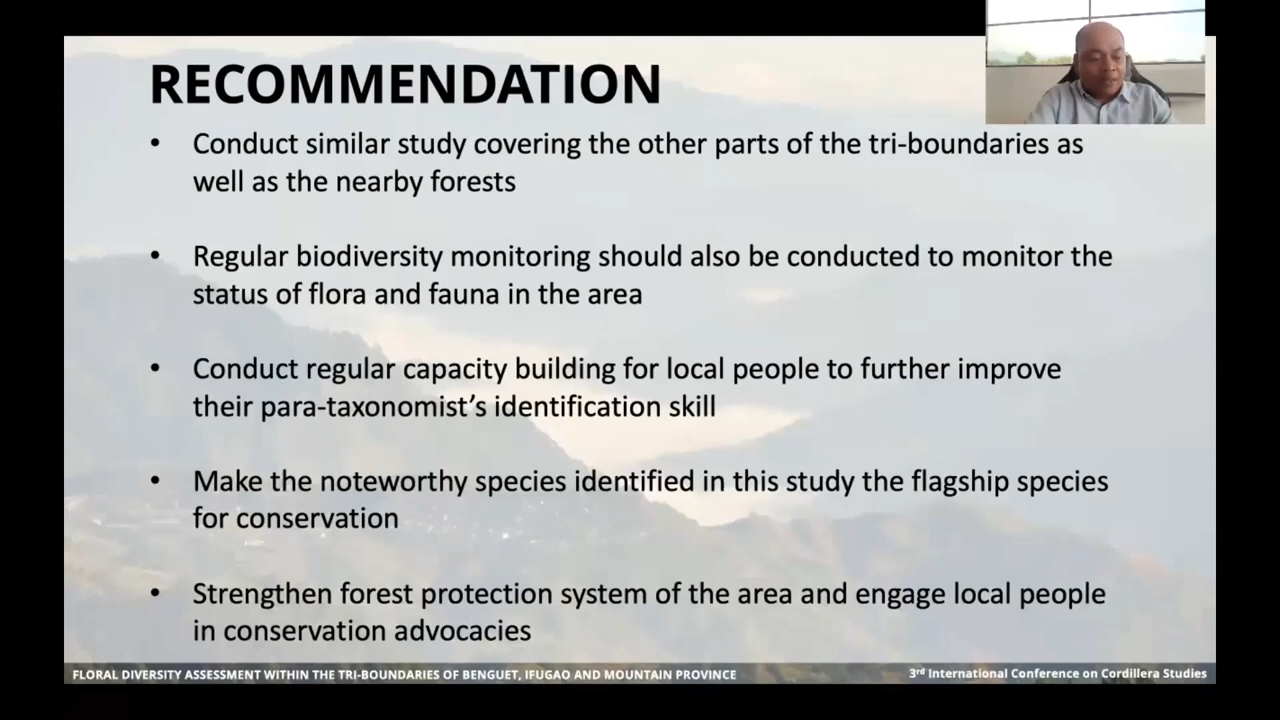 RECOMMENDATION
• Conduct similar study covering the other parts of the tri-boundaries as
well as the nearby forests
• Regular biodiversity monitoring should also be conducted to monitor the
status of flora and fauna in the area
• Conduct regular capacity building for local people to further improve
their para-taxonomist’s identification skill
• Make the noteworthy species identified in this study the flagship species
for conservation
• Strengthen forest protection system of the area and engage local people
in conservation advocacies
FLORAL DIVERSITY ASSESSMENT WITHIN THE TRI-BOUNDARIES OF BENGUET, IFUGAO AND MOUNTAIN PROVINCE
3rd International Conference on Cordillera Studies